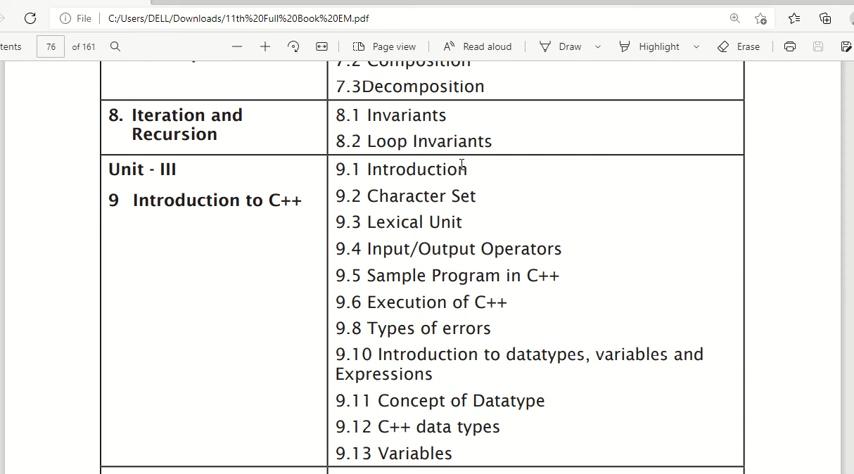 File
C:/Users/DELL/Downloads/11th%20Full%20Book%20EM.pdf
tents
76
of 161
Page view
Read aloud
Draw
Highlight
Erase
7.2 Composition
7.3Decomposition
8. Iteration and
Recursion
8.1 Invariants
8.2 Loop Invariants
Unit - III
9 Introduction to C++
9.1 Introduction
9.2 Character Set
9.3 Lexical Unit
9.4 Input/Output Operators
9.5 Sample Program in C++
9.6 Execution of C++
9.8 Types of errors
9.10 Introduction to datatypes, variables and
Expressions
9.11 Concept of Datatype
9.12 C++ data types
9.13 Variables